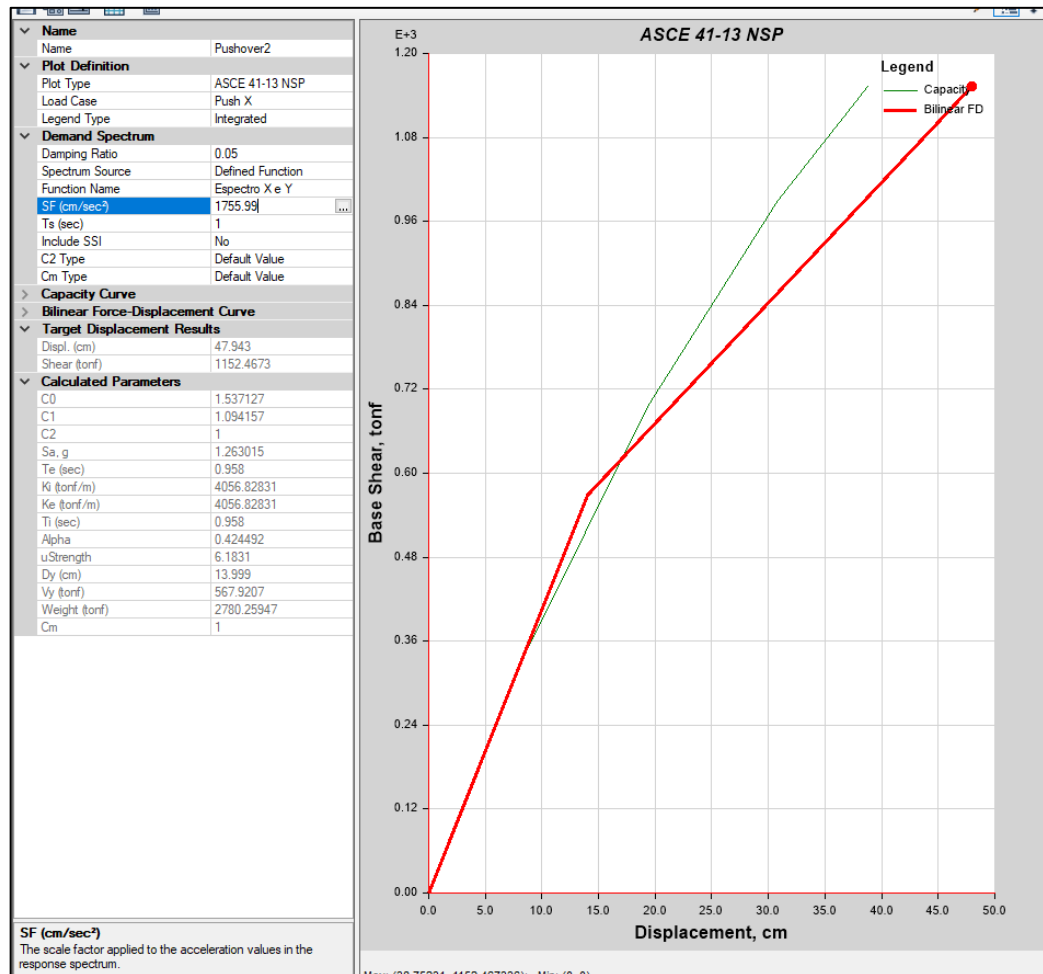 Name
Name Pushover2
Plot Definition
Plot Type ASCE 41-13 NSP
Load Case Push X
Legend Type Integrated
Demand Spectrum
Damping Ratio 0.05
Spectrum Source Defined Function
Function Name Espectro X e Y
SF (cm/sec²) 1755.99 ...
Ts (sec) 1
Include SSI No
C2 Type Default Value
Cm Type Default Value
Capacity Curve
Bilinear Force-Displacement Curve
Target Displacement Results
Displ. (cm) 47.943
Shear (tonf) 1152.4673
Calculated Parameters
C0 1.537127
C1 1.094157
C2 1
Sa, g 1.263015
Te (sec) 0.958
Ki (tonf/m) 4056.82831
Ke (tonf/m) 4056.82831
Ti (sec) 0.958
Alpha 0.424492
uStrength 6.1831
Dy (cm) 13.999
Vy (tonf) 567.9207
Weight (tonf) 2780.25947
Cm 1
SF (cm/sec²)
The scale factor applied to the acceleration values in the
response spectrum.
E+3
ASCE 41-13 NSP
Legend
Capacity
Bilinear FD
1.20
1.08
0.96
0.84
0.72
0.60
0.48
0.36
0.24
0.12
0.00
Base Shear, tonf
0.0 5.0 10.0 15.0 20.0 25.0 30.0 35.0 40.0 45.0 50.0
Displacement, cm